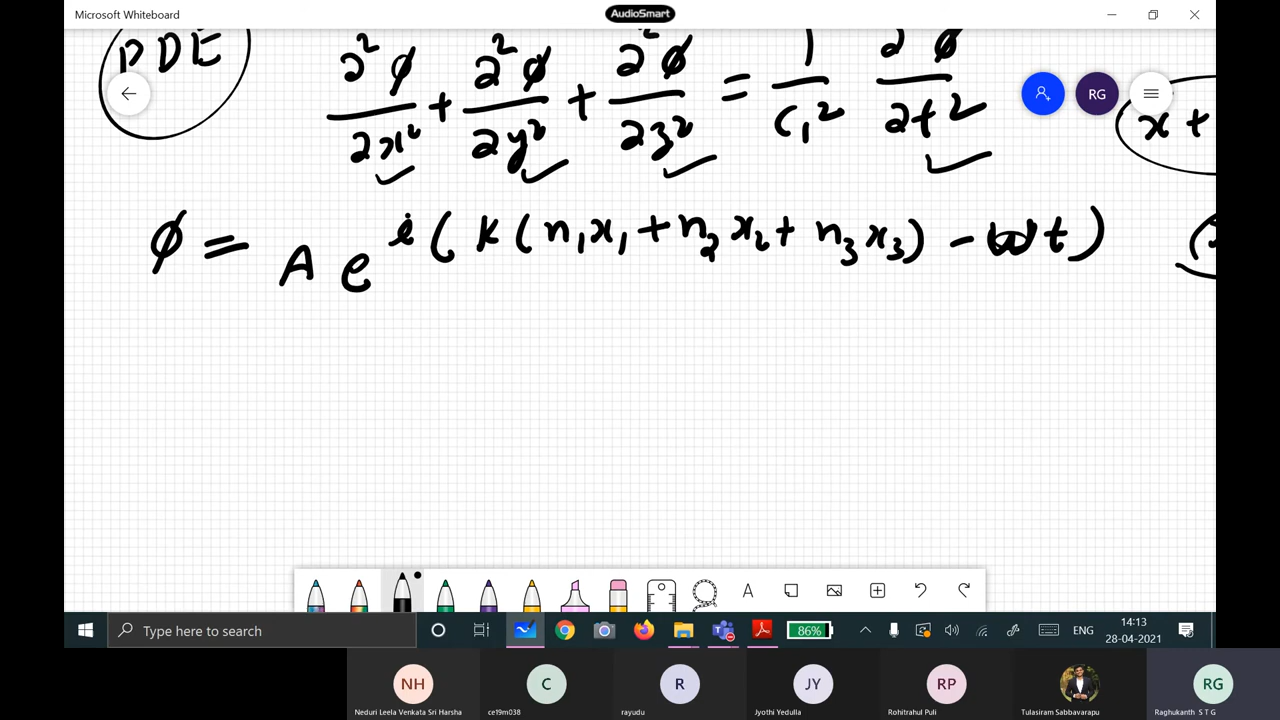 Microsoft Whiteboard
AudioSmart
PDE
∂²φ/∂x² + ∂²φ/∂y² + ∂²φ/∂z² = 1/C₁² ∂²φ/∂t²
x +
RG
φ = A e^{i(k(n₁x₁ + n₂x₂ + n₃x₃) - ωt)}
A
Type here to search
86%
ENG
14:13
28-04-2021
NH
C
R
JY
RP
RG
Neduri Leela Venkata Sri Harsha
ce19m038
rayudu
Jyothi Yedulla
Rohitrahul Puli
Tulasiram Sabbavarapu
Raghukanth S T G